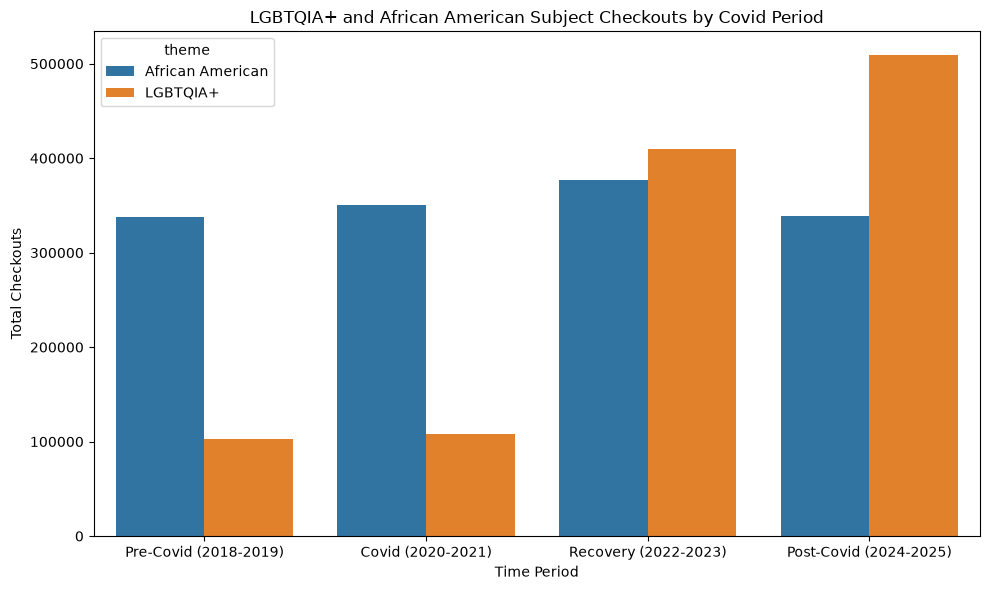 LGBTQIA+ and African American Subject Checkouts by Covid Period
theme
African American
LGBTQIA+
Total Checkouts
500000
400000
300000
200000
100000
0
Pre-Covid (2018-2019)
Covid (2020-2021)
Recovery (2022-2023)
Post-Covid (2024-2025)
Time Period